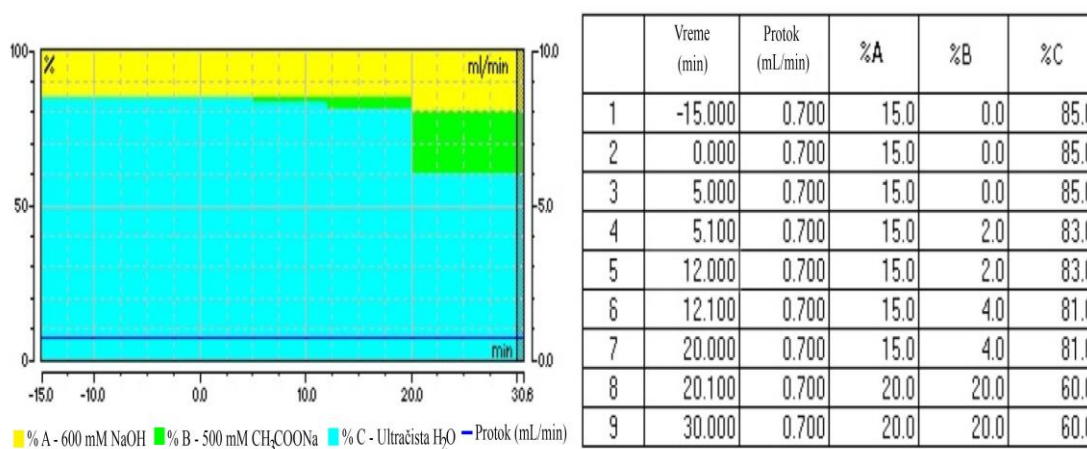 100
%
ml/min
10.0
50
5.0
0
min
0.0
-15.0 -10.0 0.0 10.0 20.0 30.6
% A - 600 mM NaOH % B - 500 mM CH₃COONa % C - Ultračista H₂O Protok (mL/min)
Vreme (min) Protok (mL/min) %A %B %C
1 -15.000 0.700 15.0 0.0 85.0
2 0.000 0.700 15.0 0.0 85.0
3 5.000 0.700 15.0 0.0 85.0
4 5.100 0.700 15.0 2.0 83.0
5 12.000 0.700 15.0 2.0 83.0
6 12.100 0.700 15.0 4.0 81.0
7 20.000 0.700 15.0 4.0 81.0
8 20.100 0.700 20.0 20.0 60.0
9 30.000 0.700 20.0 20.0 60.0